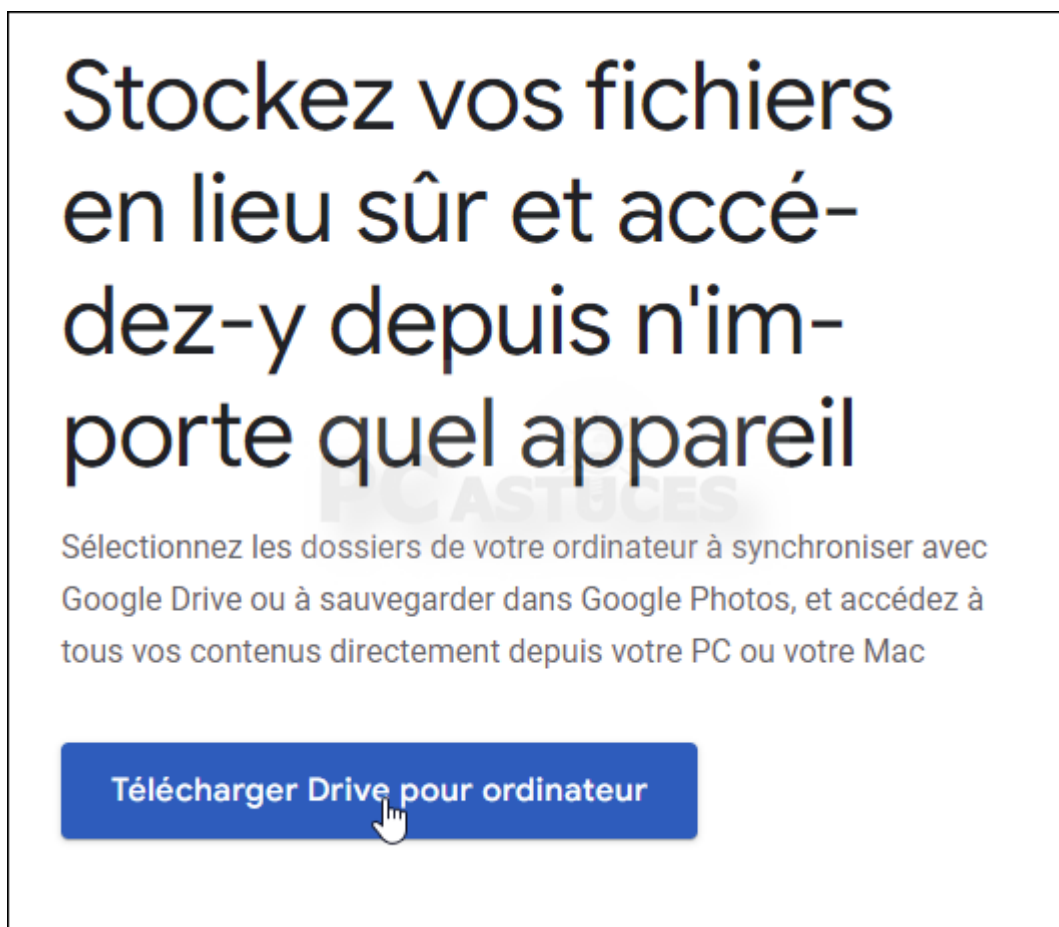 Stockez vos fichiers
en lieu sûr et accé-
dez-y depuis n'im-
porte quel appareil
PC ASTUCES
Sélectionnez les dossiers de votre ordinateur à synchroniser avec
Google Drive ou à sauvegarder dans Google Photos, et accédez à
tous vos contenus directement depuis votre PC ou votre Mac
Télécharger Drive pour ordinateur